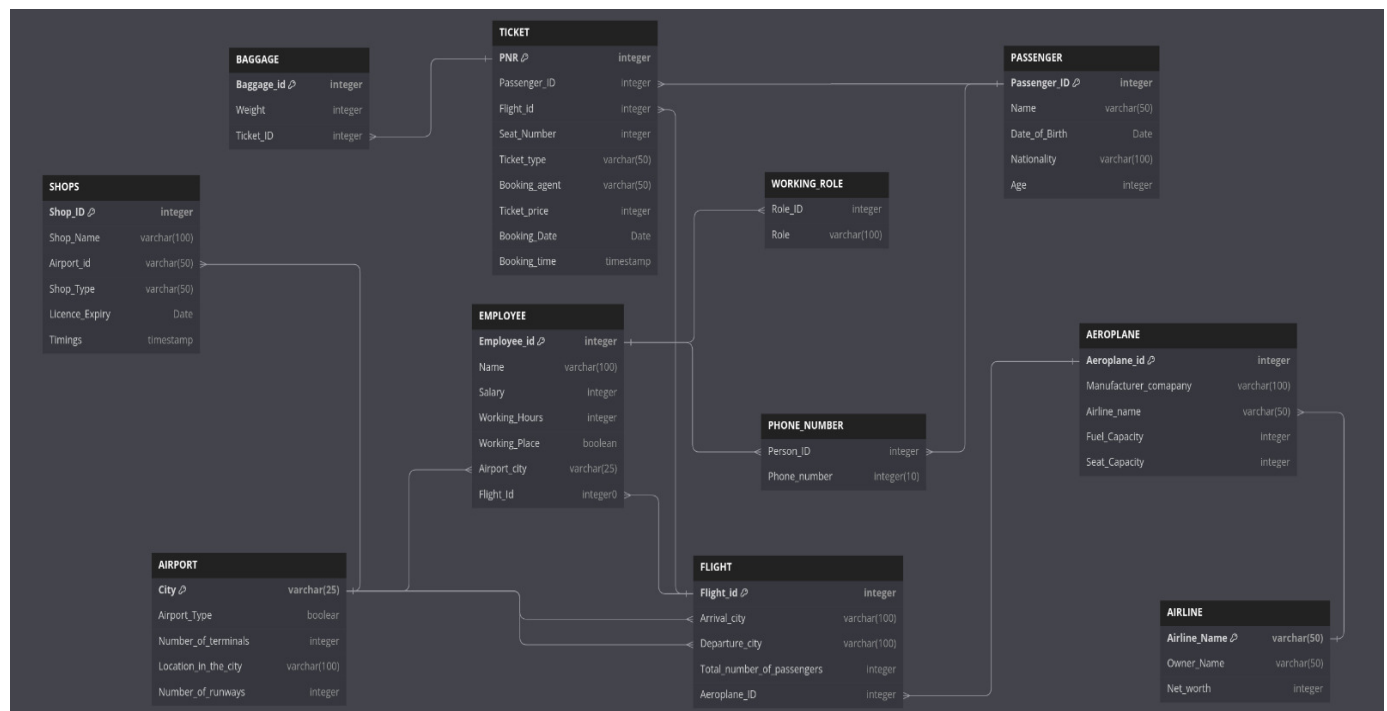 BAGGAGE
Baggage_id integer
Weight integer
Ticket_ID integer
TICKET
PNR integer
Passenger_ID integer
Flight_id integer
Seat_Number integer
Ticket_type varchar(50)
Booking_agent varchar(50)
Ticket_price integer
Booking_Date Date
Booking_time timestamp
PASSENGER
Passenger_ID integer
Name varchar(50)
Date_of_Birth Date
Nationality varchar(100)
Age integer
SHOPS
Shop_ID integer
Shop_Name varchar(100)
Airport_id varchar(50)
Shop_Type varchar(50)
Licence_Expiry Date
Timings timestamp
WORKING_ROLE
Role_ID integer
Role varchar(100)
EMPLOYEE
Employee_id integer
Name varchar(100)
Salary integer
Working_Hours integer
Working_Place boolean
Airport_city varchar(25)
Flight_Id integer0
PHONE_NUMBER
Person_ID integer
Phone_number integer(10)
AEROPLANE
Aeroplane_id integer
Manufacturer_comapany varchar(100)
Airline_name varchar(50)
Fuel_Capacity integer
Seat_Capacity integer
AIRPORT
City varchar(25)
Airport_Type boolear
Number_of_terminals integer
Location_in_the_city varchar(100)
Number_of_runways integer
FLIGHT
Flight_id integer
Arrival_city varchar(100)
Departure_city varchar(100)
Total_number_of_passengers integer
Aeroplane_ID integer
AIRLINE
Airline_Name varchar(50)
Owner_Name varchar(50)
Net_worth integer